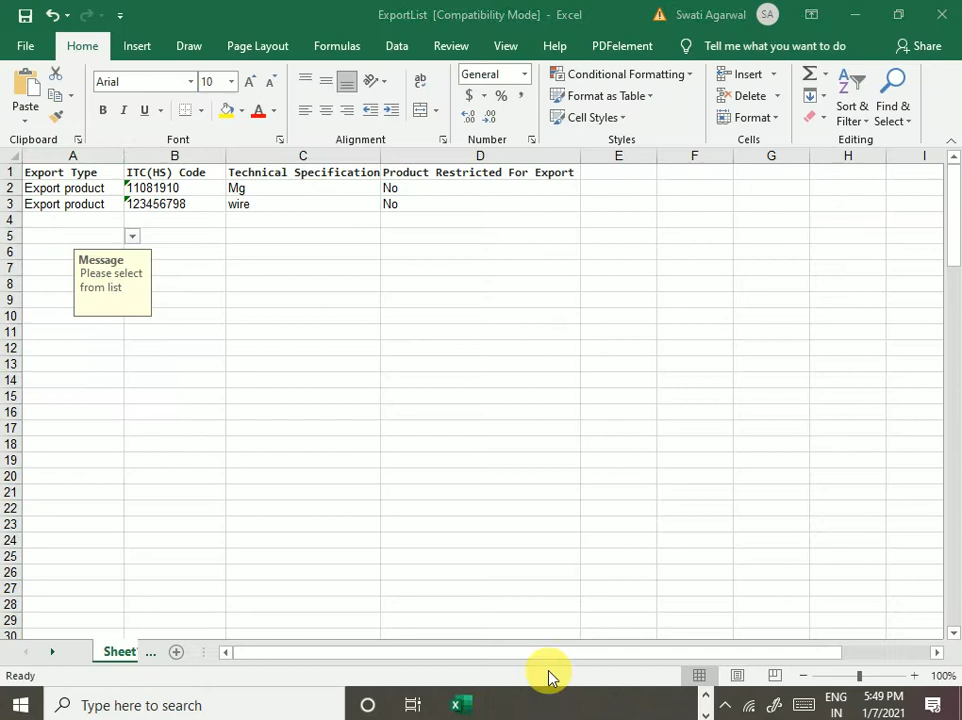 ExportList [Compatibility Mode] - Excel
Swati Agarwal
SA
File
Home
Insert
Draw
Page Layout
Formulas
Data
Review
View
Help
PDFelement
Tell me what you want to do
Share
Paste
Clipboard
Arial
10
B
I
U
A
Font
ab
Alignment
General
$
%
Number
Conditional Formatting
Format as Table
Cell Styles
Styles
Insert
Delete
Format
Cells
Sort &
Filter
Find &
Select
Editing
A B C D E F G H I
1 Export Type ITC(HS) Code Technical Specification Product Restricted For Export
2 Export product 11081910 Mg No
3 Export product 123456798 wire No
4
5
6
7
8
9
10
11
12
13
14
15
16
17
18
19
20
21
22
23
24
25
26
27
28
29
30
Message
Please select
from list
Sheet
...
Ready
100%
Type here to search
ENG
IN
5:49 PM
1/7/2021